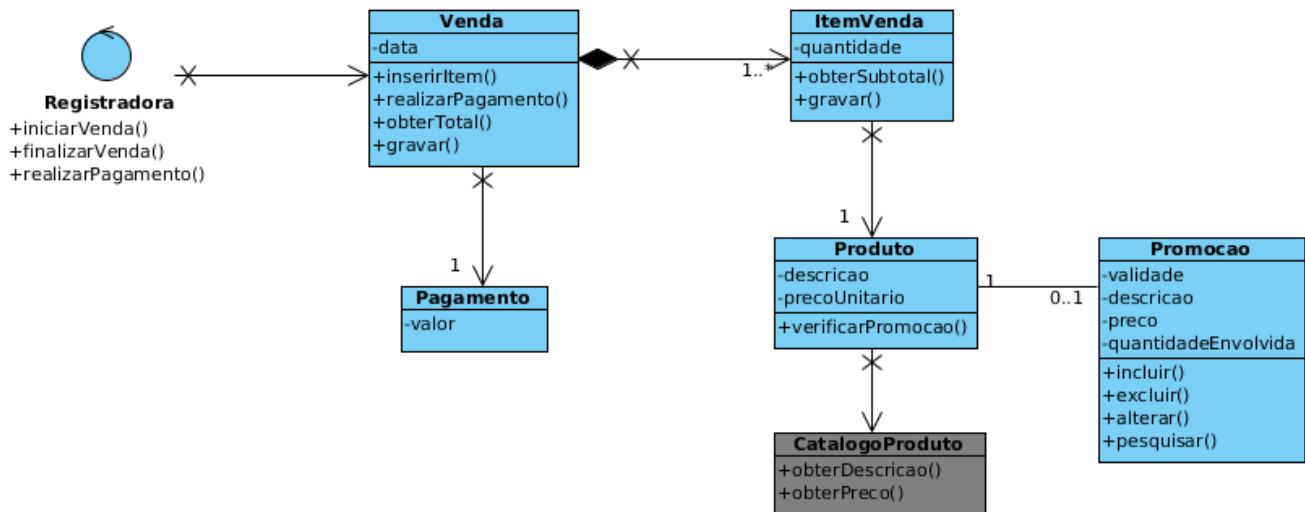 Registradora
+iniciarVenda()
+finalizarVenda()
+realizarPagamento()
Venda
-data
+inserirItem()
+realizarPagamento()
+obterTotal()
+gravar()
1..*
ItemVenda
-quantidade
+obterSubtotal()
+gravar()
1
Pagamento
-valor
1
Produto
-descricao
-precoUnitario
+verificarPromocao()
1
0..1
Promocao
-validade
-descricao
-preco
-quantidadeEnvolvida
+incluir()
+excluir()
+alterar()
+pesquisar()
CatalogoProduto
+obterDescricao()
+obterPreco()